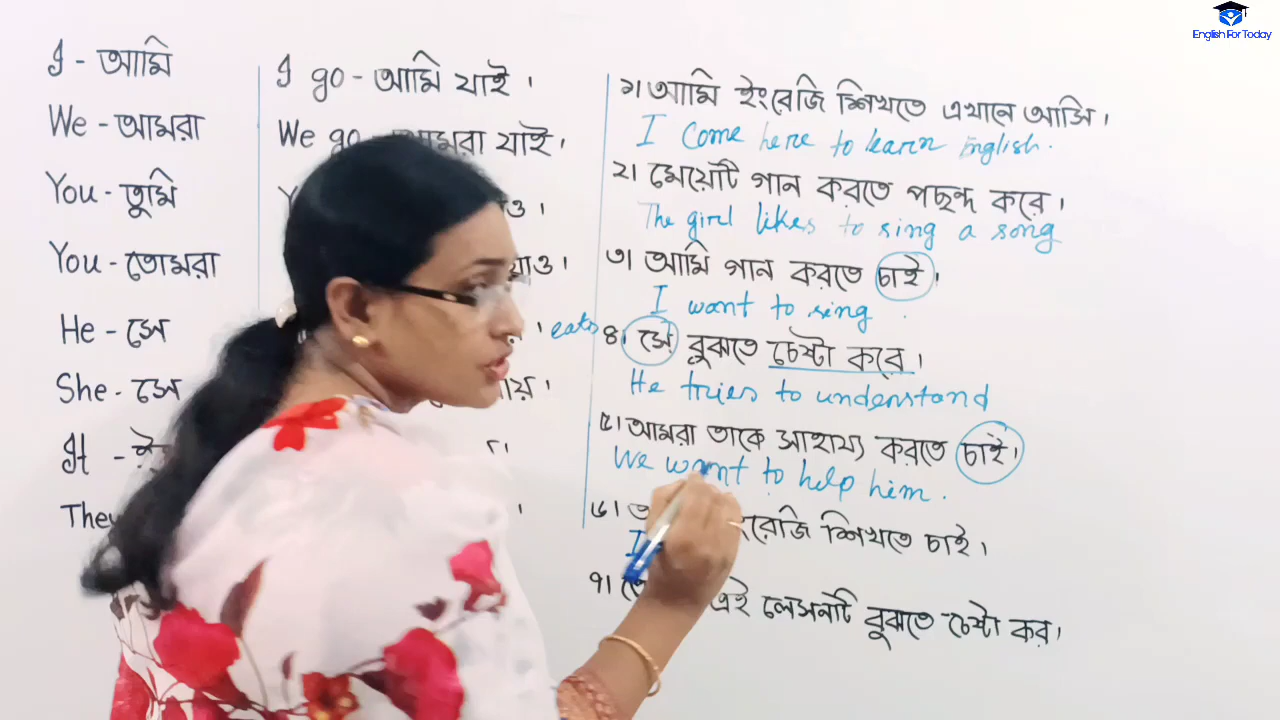 English For Today
I - আমি
We - আমরা
You - তুমি
You - তোমরা
He - সে
She - সে
It -
They
I go - আমি যাই ।
We go আমরা যাই ।
eats
১। আমি ইংরেজি শিখতে এখানে আসি ।
I Come here to learn English.
২। মেয়েটি গান করতে পছন্দ করে ।
The girl likes to sing a song
৩। আমি গান করতে চাই ।
I want to sing .
৪। সে বুঝতে চেষ্টা করে ।
He tries to understand
৫। আমরা তাকে সাহায্য করতে চাই ।
We want to help him .
৬। শিখতে চাই ।
I
৭। এই লেসনটি বুঝতে চেষ্টা কর ।